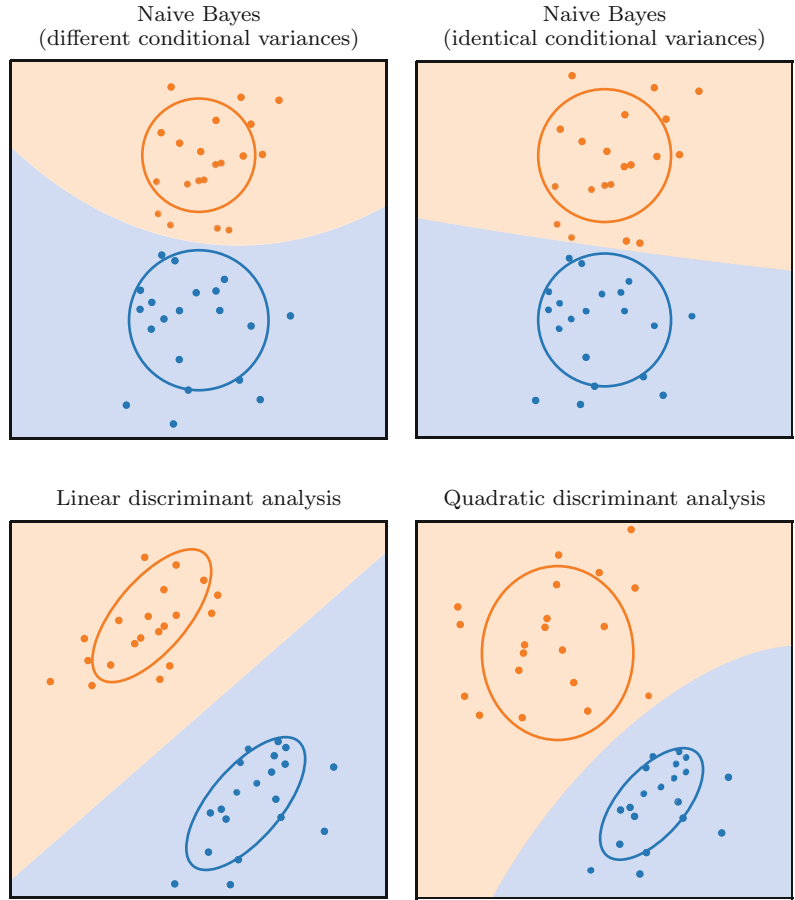 Naive Bayes
(different conditional variances)
Naive Bayes
(identical conditional variances)
Linear discriminant analysis
Quadratic discriminant analysis